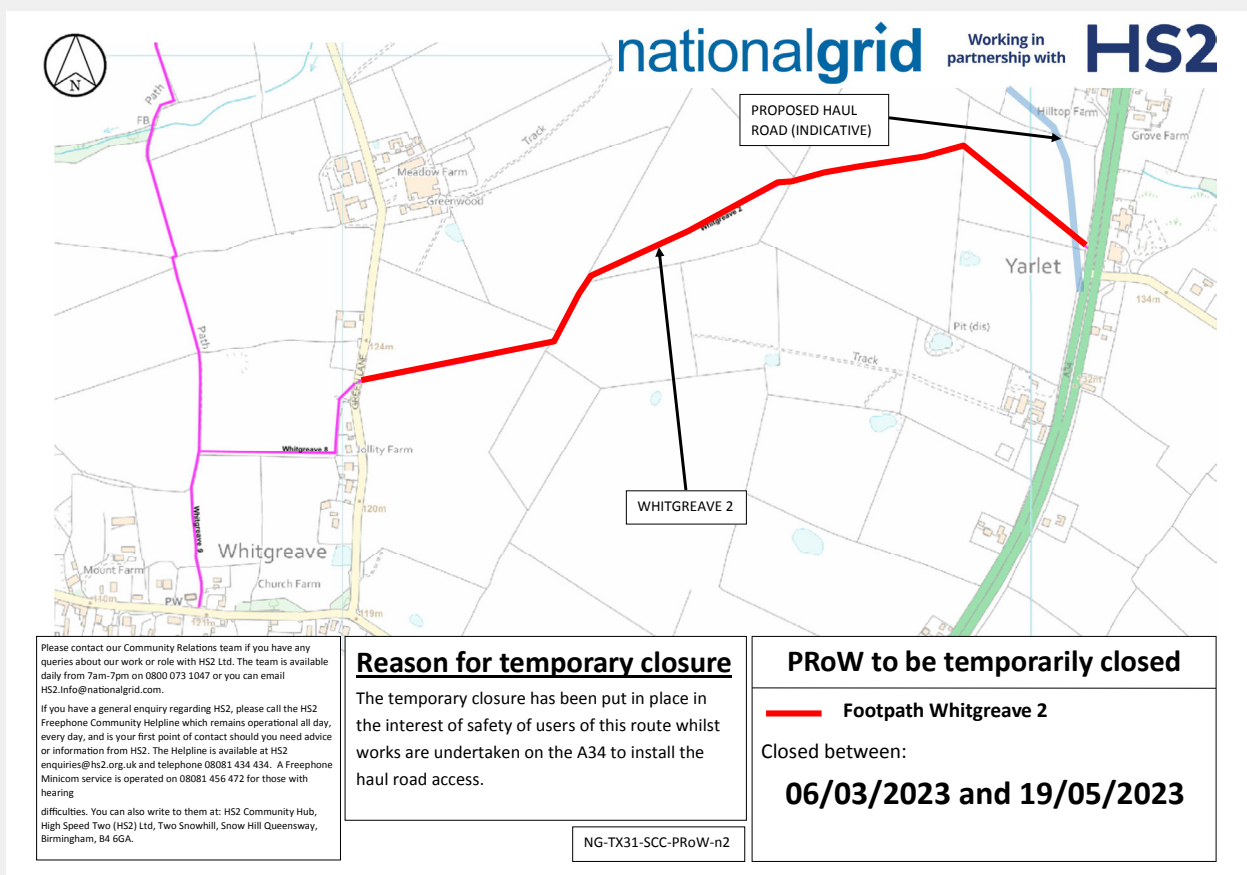 nationalgrid
Working in
partnership with
HS2
N
Path
FB
Track
Meadow Farm
Greenwood
PROPOSED HAUL
ROAD (INDICATIVE)
Hilltop Farm
Grove Farm
Whitgreave 2
Yarlet
134m
Path
124m
GREEN LANE
Pit (dis)
Track
A34
132m
Whitgreave 8
Jollity Farm
WHITGREAVE 2
120m
Whitgreave 9
Whitgreave
Mount Farm
Church Farm
PW
110m
121m
119m
Please contact our Community Relations team if you have any
queries about our work or role with HS2 Ltd. The team is available
daily from 7am-7pm on 0800 073 1047 or you can email
HS2.Info@nationalgrid.com.
If you have a general enquiry regarding HS2, please call the HS2
Freephone Community Helpline which remains operational all day,
every day, and is your first point of contact should you need advice
or information from HS2. The Helpline is available at HS2
enquiries@hs2.org.uk and telephone 08081 434 434. A Freephone
Minicom service is operated on 08081 456 472 for those with
hearing
difficulties. You can also write to them at: HS2 Community Hub,
High Speed Two (HS2) Ltd, Two Snowhill, Snow Hill Queensway,
Birmingham, B4 6GA.
Reason for temporary closure
The temporary closure has been put in place in
the interest of safety of users of this route whilst
works are undertaken on the A34 to install the
haul road access.
NG-TX31-SCC-PRoW-n2
PRoW to be temporarily closed
Footpath Whitgreave 2
Closed between:
06/03/2023 and 19/05/2023